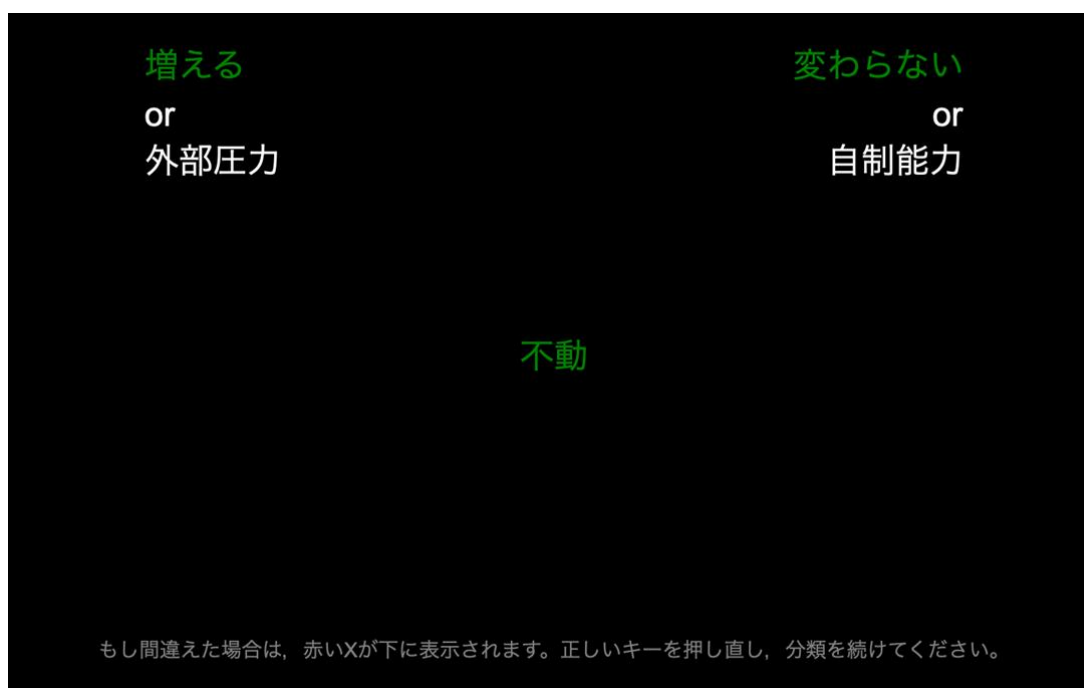 増える
or
外部圧力
変わらない
or
自制能力
不動
もし間違えた場合は，赤いXが下に表示されます。正しいキーを押し直し，分類を続けてください。